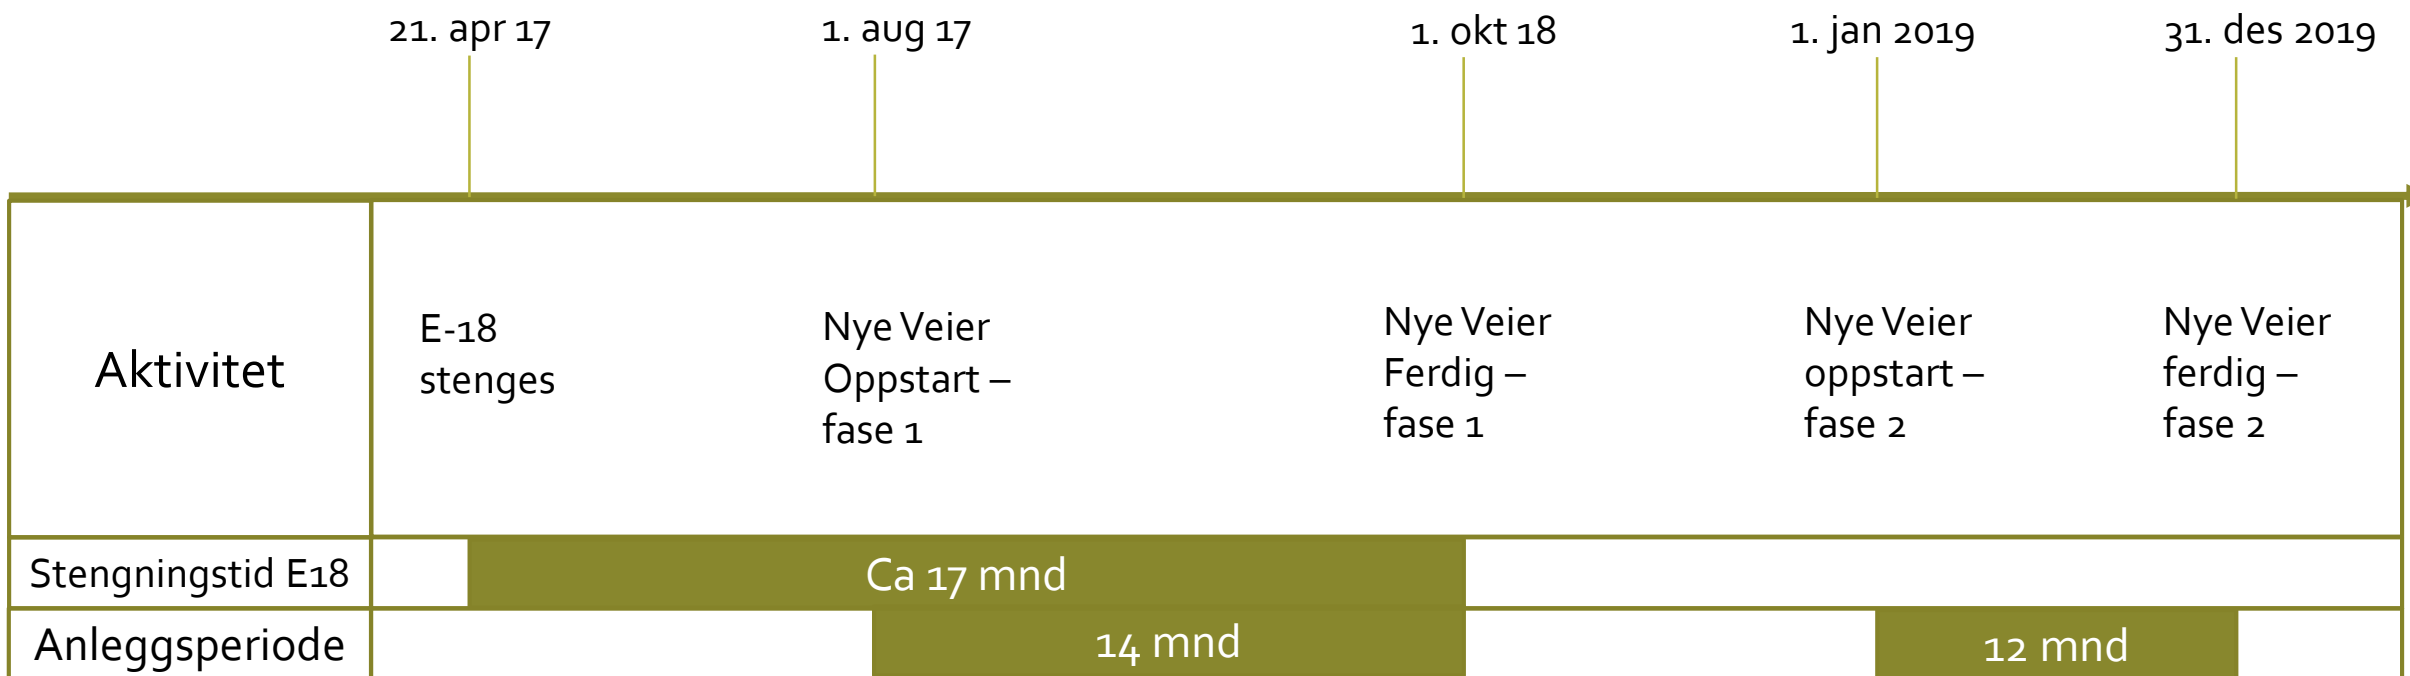 21. apr 17
1. aug 17
1. okt 18
1. jan 2019
31. des 2019
Aktivitet
E-18
stenges
Nye Veier
Oppstart –
fase 1
Nye Veier
Ferdig –
fase 1
Nye Veier
oppstart –
fase 2
Nye Veier
ferdig –
fase 2
Stengningstid E18
Ca 17 mnd
Anleggsperiode
14 mnd
12 mnd